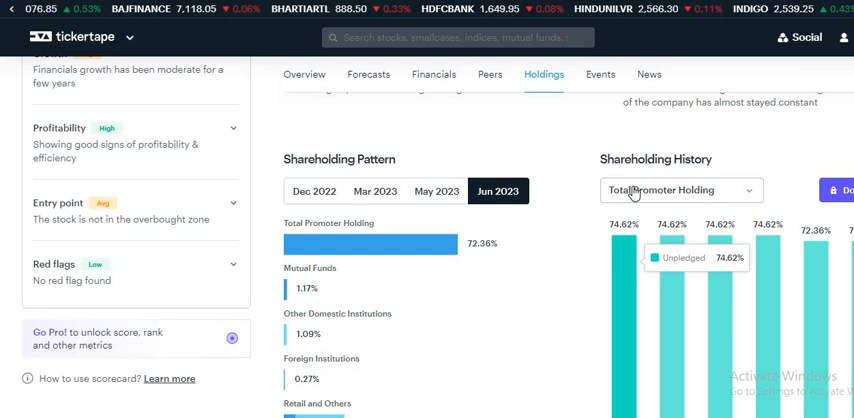 076.85 ▲ 0.53% BAJFINANCE 7,118.05 ▼ 0.06% BHARTIARTL 888.50 ▼ 0.33% HDFCBANK 1,649.95 ▼ 0.08% HINDUNILVR 2,566.30 ▼ 0.11% INDIGO 2,539.25 ▲ 0.43%
tickertape
Search stocks, smallcases, indices, mutual funds,
Social
Overview Forecasts Financials Peers Holdings Events News
Financials growth has been moderate for a
few years
of the company has almost stayed constant
Profitability High
Showing good signs of profitability &
efficiency
Entry point Avg
The stock is not in the overbought zone
Red flags Low
No red flag found
Go Pro! to unlock score, rank
and other metrics
How to use scorecard? Learn more
Shareholding Pattern
Dec 2022 Mar 2023 May 2023 Jun 2023
Total Promoter Holding
72.36%
Mutual Funds
1.17%
Other Domestic Institutions
1.09%
Foreign Institutions
0.27%
Retail and Others
Shareholding History
Total Promoter Holding
74.62% 74.62% 74.62% 74.62% 72.36%
Unpledged 74.62%
Activate Windows
Go to Settings to activate W